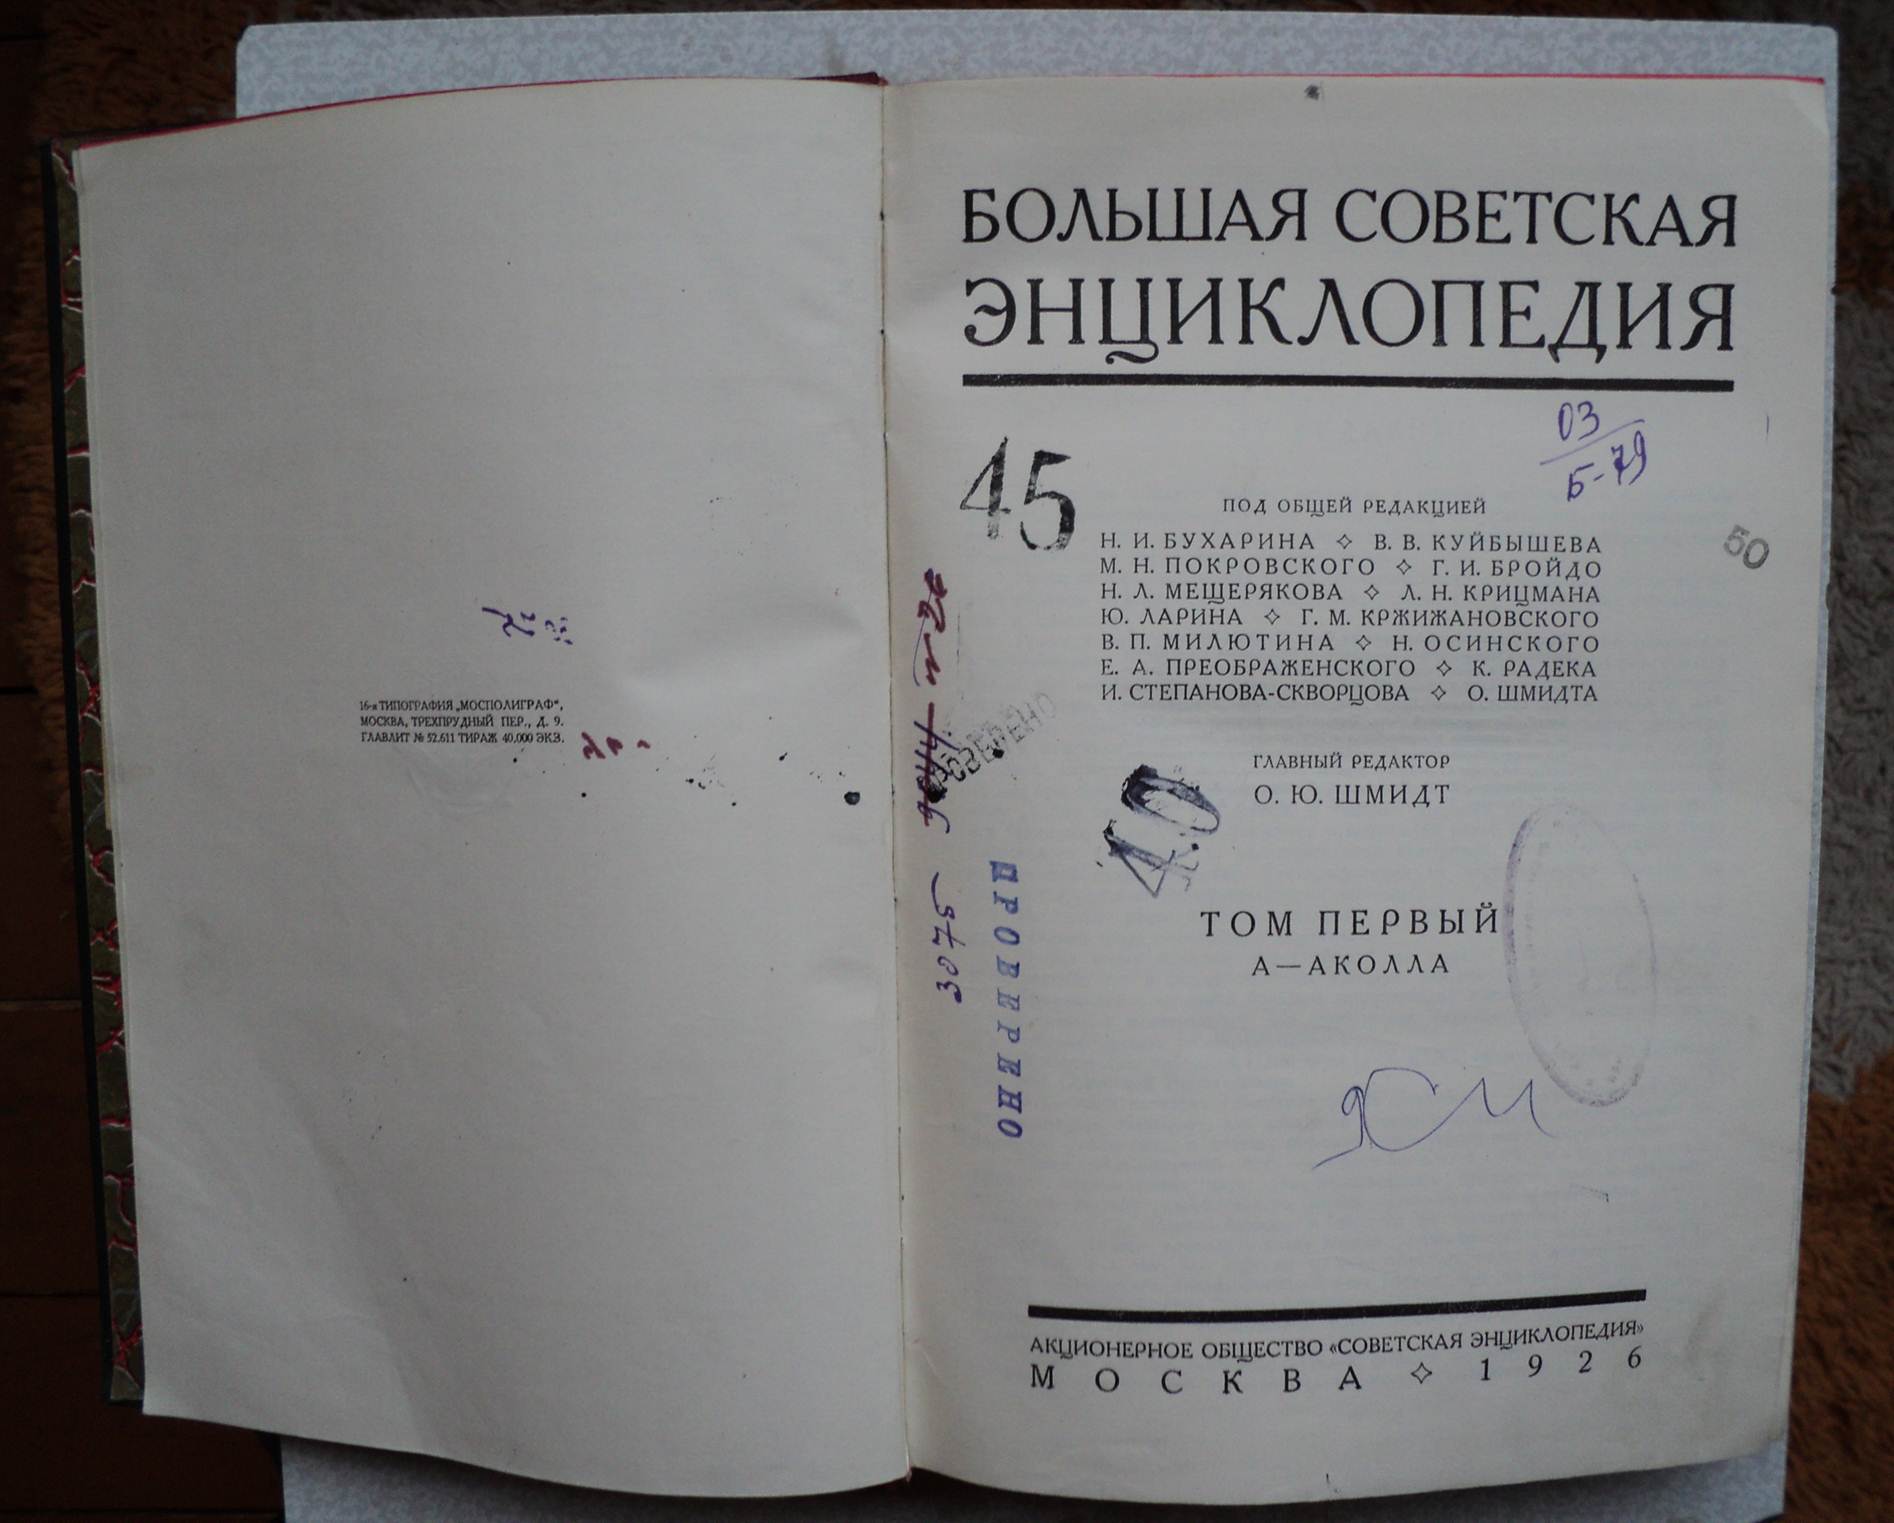 16-я ТИПОГРАФИЯ „МОСПОЛИГРАФ“,
МОСКВА, ТРЕХПРУДНЫЙ ПЕР., Д. 9.
ГЛАВЛИТ № 52.611 ТИРАЖ 40.000 ЭКЗ.
БОЛЬШАЯ СОВЕТСКАЯ
ЭНЦИКЛОПЕДИЯ
03
Б-79
45
50
ПОД ОБЩЕЙ РЕДАКЦИЕЙ
Н. И. БУХАРИНА ✧ В. В. КУЙБЫШЕВА
М. Н. ПОКРОВСКОГО ✧ Г. И. БРОЙДО
Н. Л. МЕЩЕРЯКОВА ✧ Л. Н. КРИЦМАНА
Ю. ЛАРИНА ✧ Г. М. КРЖИЖАНОВСКОГО
В. П. МИЛЮТИНА ✧ Н. ОСИНСКОГО
Е. А. ПРЕОБРАЖЕНСКОГО ✧ К. РАДЕКА
И. СТЕПАНОВА-СКВОРЦОВА ✧ О. ШМИДТА
ГЛАВНЫЙ РЕДАКТОР
О. Ю. ШМИДТ
40
3075
ПРОВЕРЕНО
ТОМ ПЕРВЫЙ
А—АКОЛЛА
АКЦИОНЕРНОЕ ОБЩЕСТВО «СОВЕТСКАЯ ЭНЦИКЛОПЕДИЯ»
МОСКВА ✧ 1926